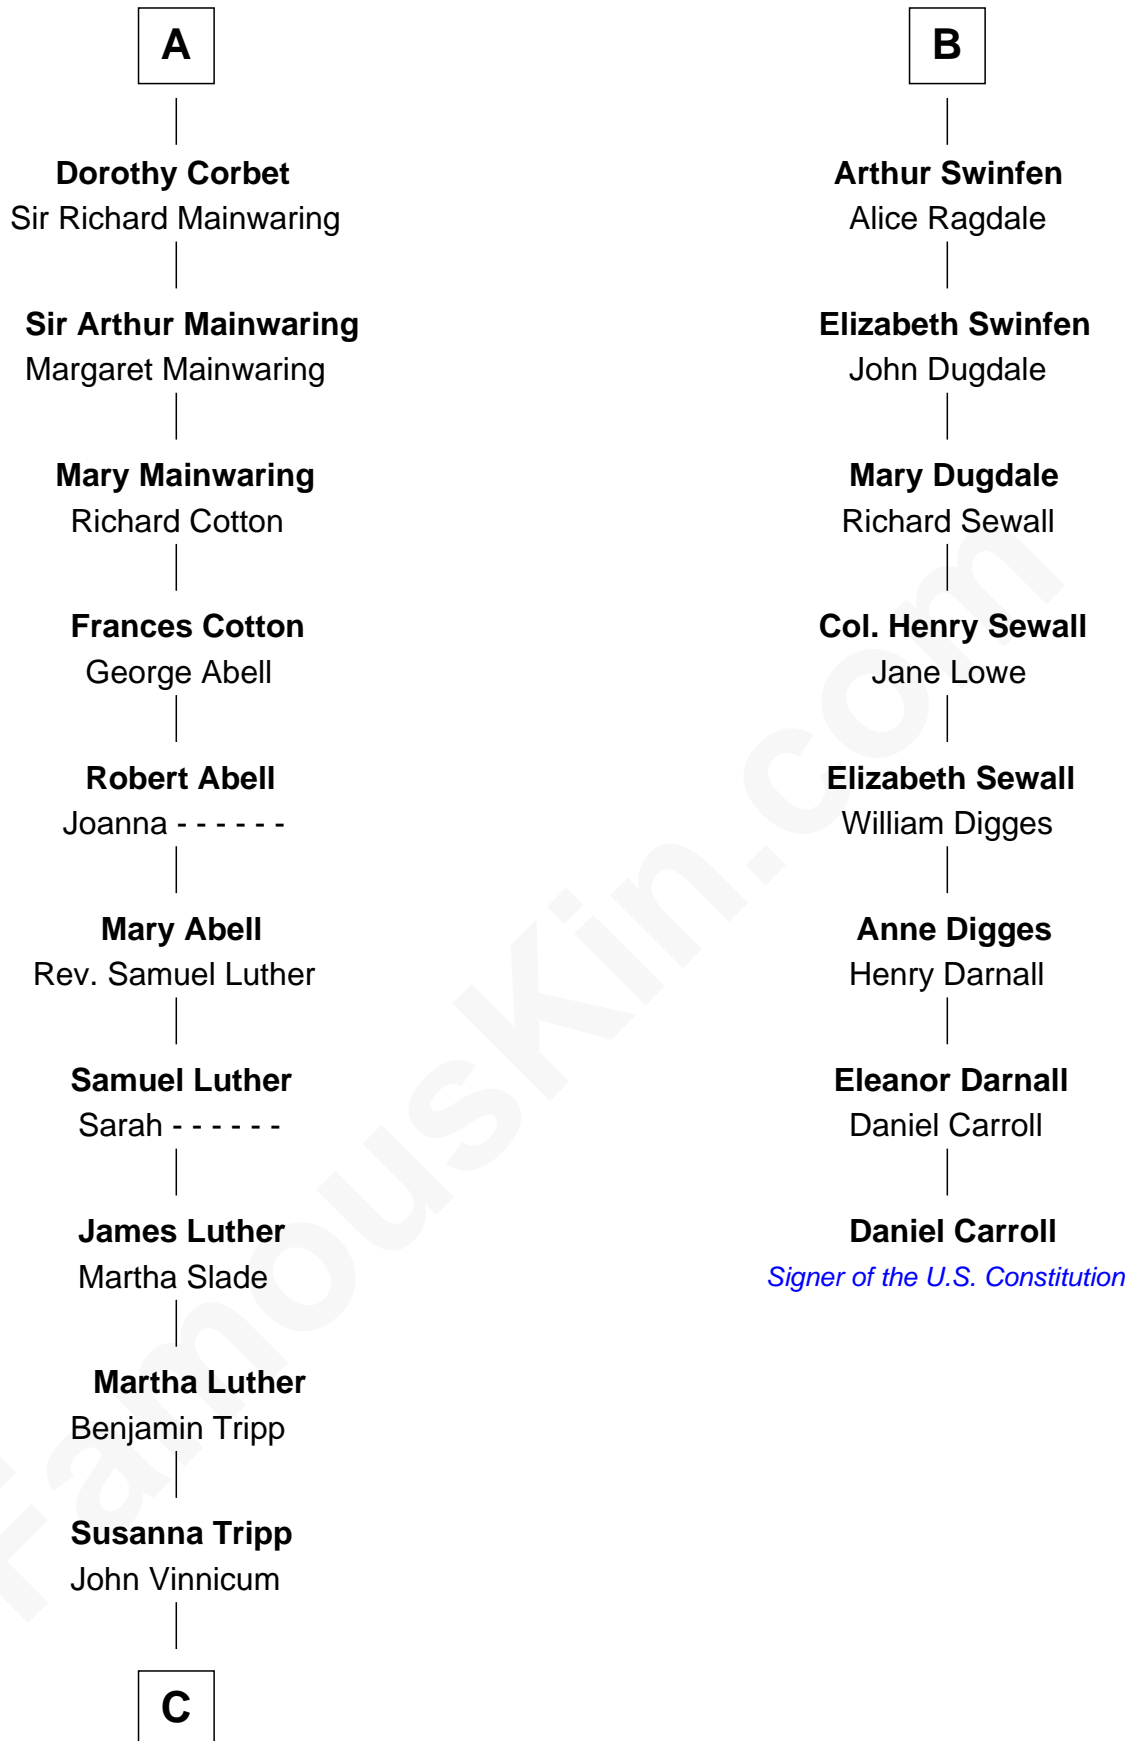 A
Dorothy Corbet
Sir Richard Mainwaring
Sir Arthur Mainwaring
Margaret Mainwaring
Mary Mainwaring
Richard Cotton
Frances Cotton
George Abell
Robert Abell
Joanna - - - - - -
Mary Abell
Rev. Samuel Luther
Samuel Luther
Sarah - - - - - -
James Luther
Martha Slade
Martha Luther
Benjamin Tripp
Susanna Tripp
John Vinnicum
C
B
Arthur Swinfen
Alice Ragdale
Elizabeth Swinfen
John Dugdale
Mary Dugdale
Richard Sewall
Col. Henry Sewall
Jane Lowe
Elizabeth Sewall
William Digges
Anne Digges
Henry Darnall
Eleanor Darnall
Daniel Carroll
Daniel Carroll
Signer of the U.S. Constitution
FamousKin.com